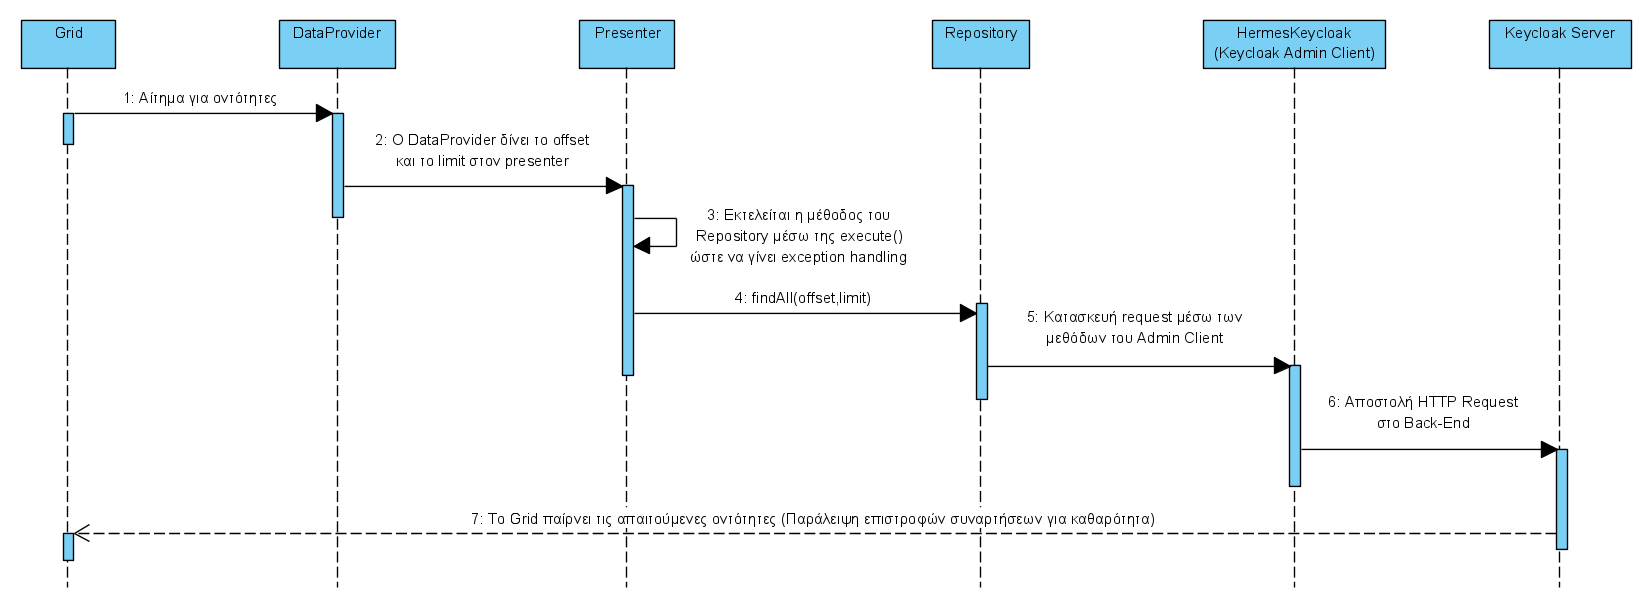 Grid
DataProvider
Presenter
Repository
HermesKeycloak
(Keycloak Admin Client)
Keycloak Server
1: Αίτημα για οντότητες
2: Ο DataProvider δίνει το offset
και το limit στον presenter
3: Εκτελείται η μέθοδος του
Repository μέσω της execute()
ώστε να γίνει exception handling
4: findAll(offset,limit)
5: Κατασκευή request μέσω των
μεθόδων του Admin Client
6: Αποστολή HTTP Request
στο Back-End
7: Το Grid παίρνει τις απαιτούμενες οντότητες (Παράλειψη επιστροφών συναρτήσεων για καθαρότητα)